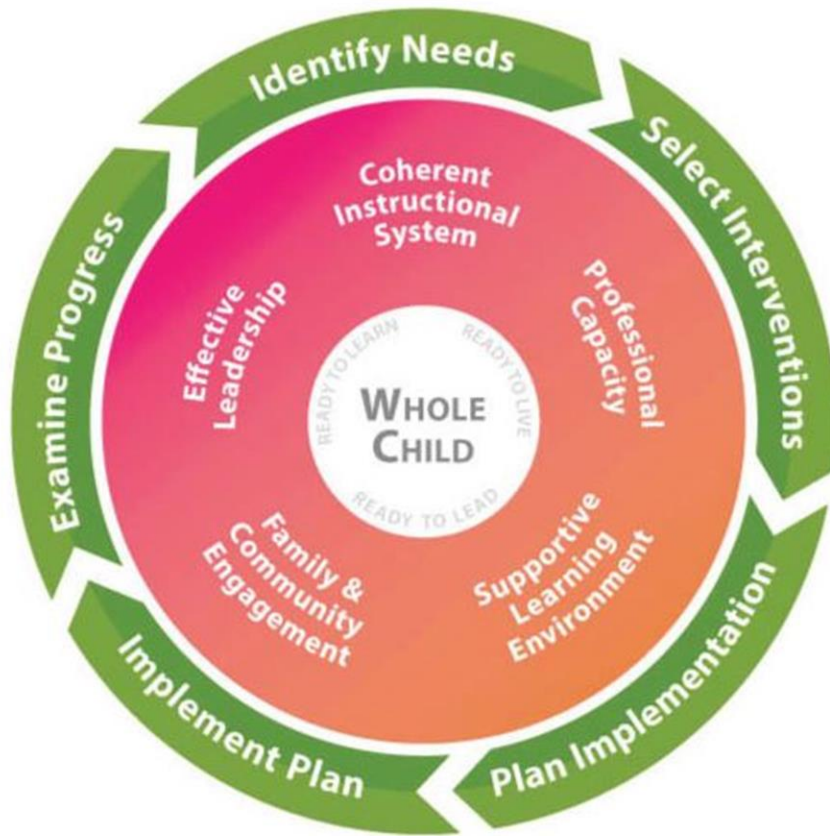 Identify Needs
Select Interventions
Plan Implementation
Implement Plan
Examine Progress
Coherent
Instructional
System
Professional
Capacity
Supportive
Learning
Environment
Family &
Community
Engagement
Effective
Leadership
READY TO LEARN
READY TO LIVE
READY TO LEAD
WHOLE
CHILD